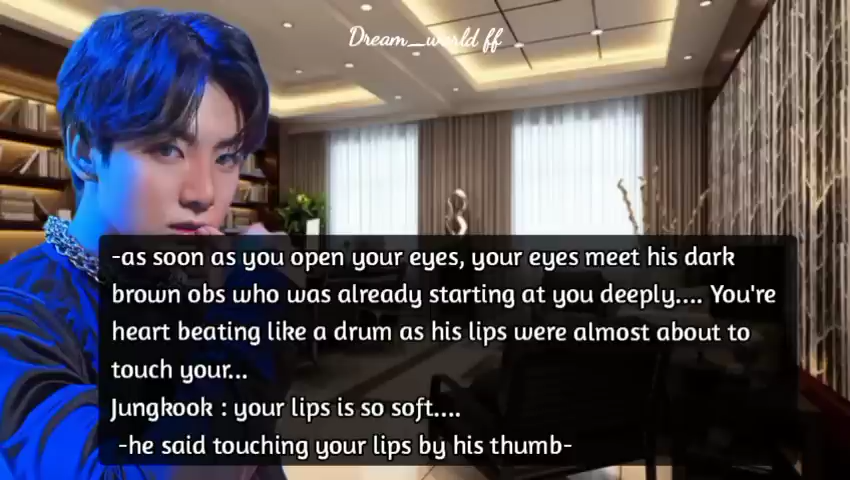 Dream_world ff
-as soon as you open your eyes, your eyes meet his dark
brown obs who was already starting at you deeply.... You're
heart beating like a drum as his lips were almost about to
touch your...
Jungkook : your lips is so soft....
-he said touching your lips by his thumb-